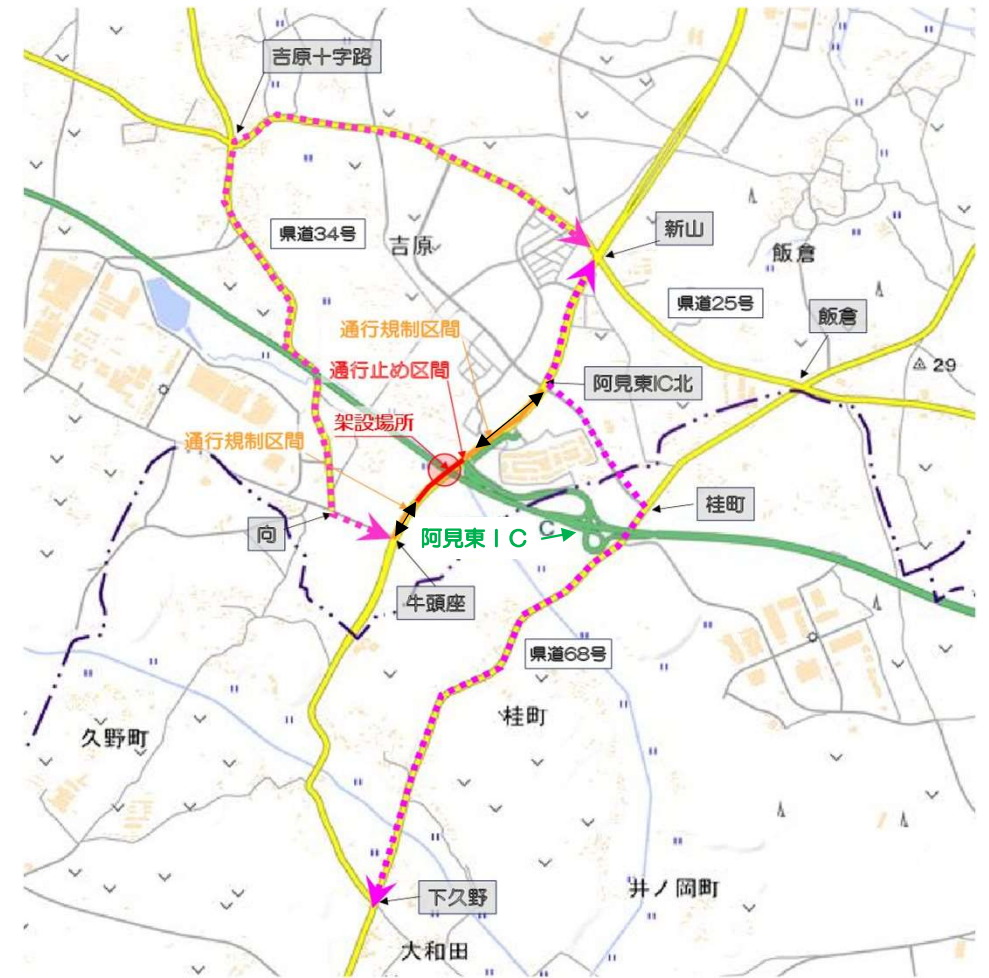 吉原十字路
県道34号
吉原
新山
飯倉
県道25号
飯倉
通行規制区間
通行止め区間
阿見東IC北
29
架設場所
通行規制区間
桂町
向
阿見東IC
C
牛頭座
県道68号
桂町
久野町
下久野
井ノ岡町
大和田